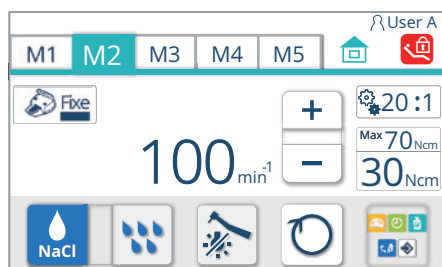 User A
M1 M2 M3 M4 M5
Fixe
20 :1
100 min-1
+
−
Max 70 Ncm
30 Ncm
NaCl